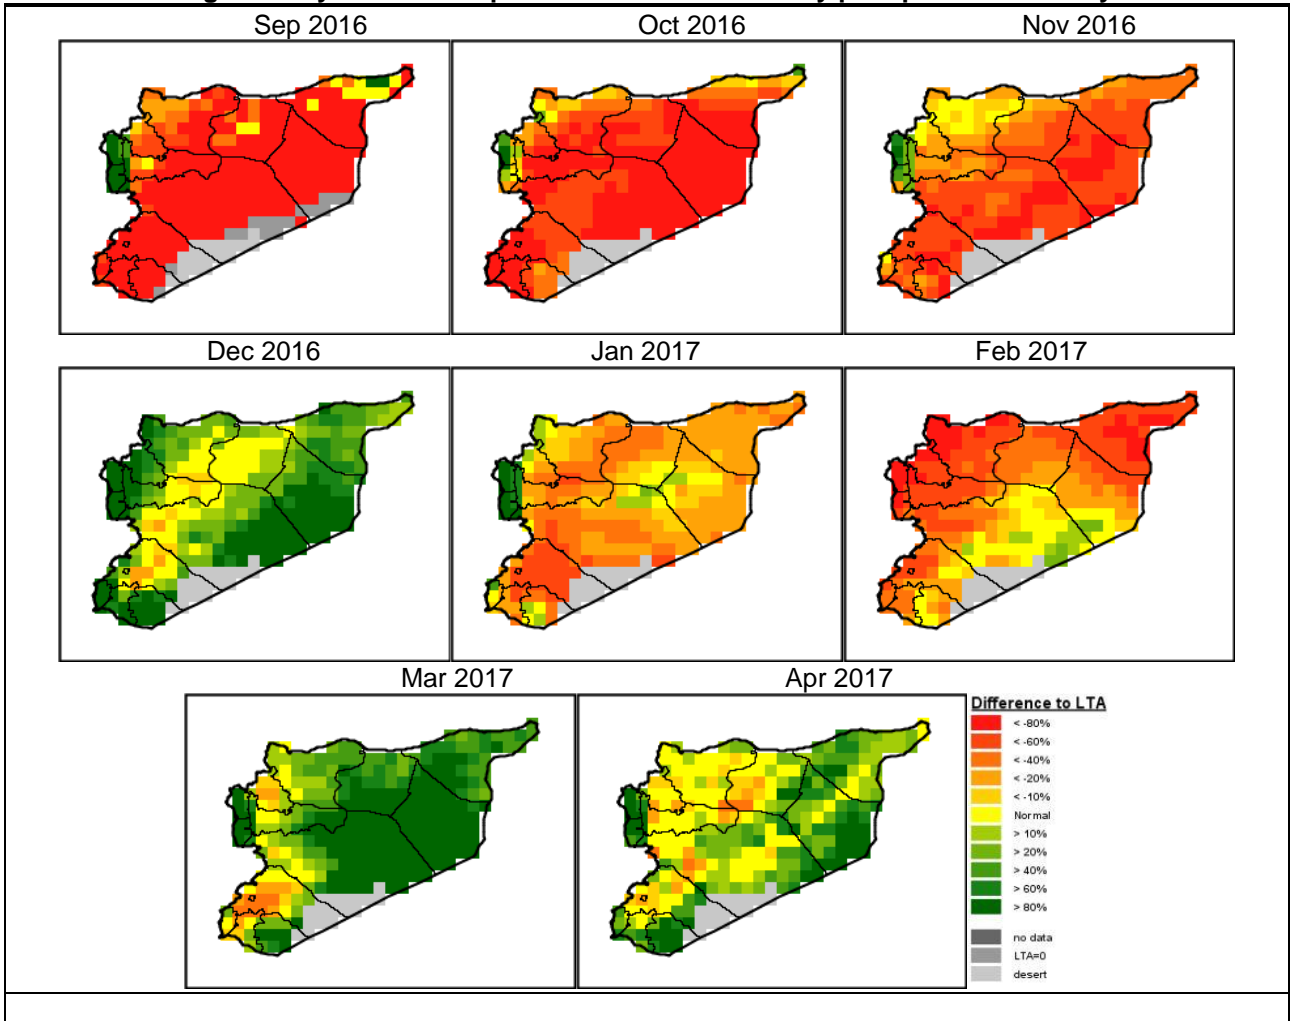 Sep 2016
Oct 2016
Nov 2016
Dec 2016
Jan 2017
Feb 2017
Mar 2017
Apr 2017
Difference to LTA
< -80%
< -60%
< -40%
< -20%
< -10%
Normal
> 10%
> 20%
> 40%
> 60%
> 80%
no data
LTA=0
desert